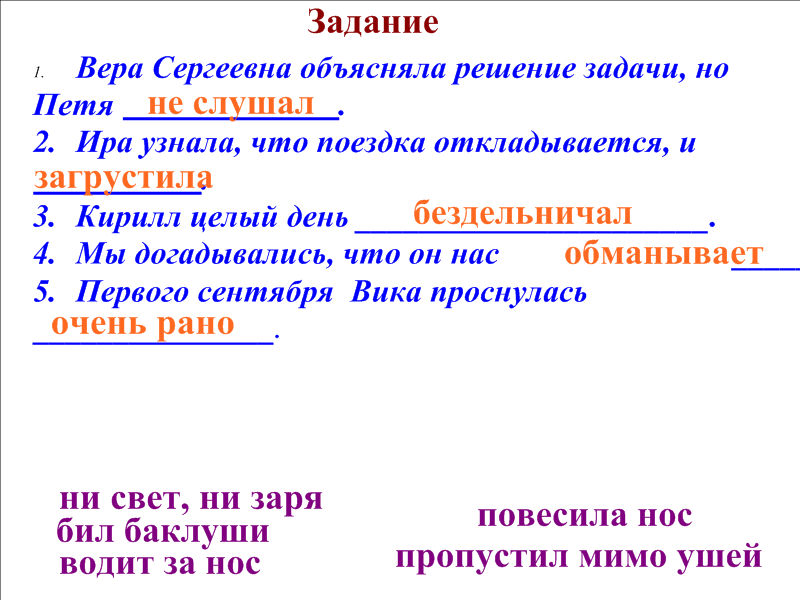 Задание
1. Вера Сергеевна объясняла решение задачи, но
Петя не слушал.
2. Ира узнала, что поездка откладывается, и
загрустила.
3. Кирилл целый день бездельничал.
4. Мы догадывались, что он нас обманывает
5. Первого сентября Вика проснулась
очень рано.
ни свет, ни заря
бил баклуши
водит за нос
повесила нос
пропустил мимо ушей